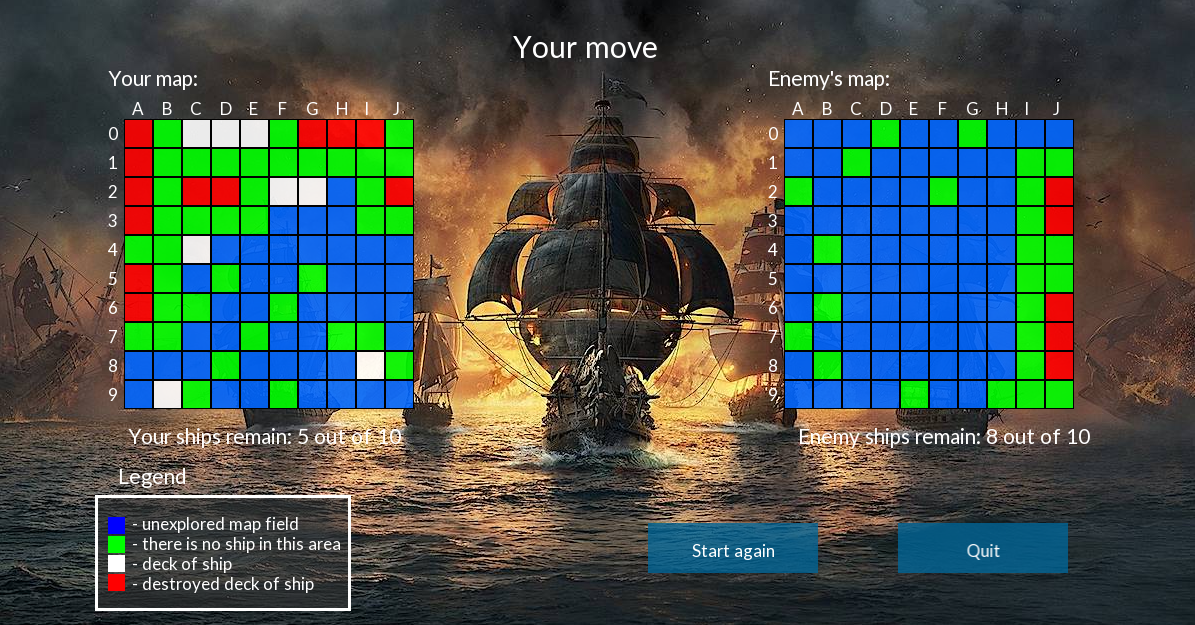 Your move
Your map:
Enemy's map:
A B C D E F G H I J
A B C D E F G H I J
0
1
2
3
4
5
6
7
8
9
0
1
2
3
4
5
6
7
8
9
Your ships remain: 5 out of 10
Enemy ships remain: 8 out of 10
Legend
- unexplored map field
- there is no ship in this area
- deck of ship
- destroyed deck of ship
Start again
Quit